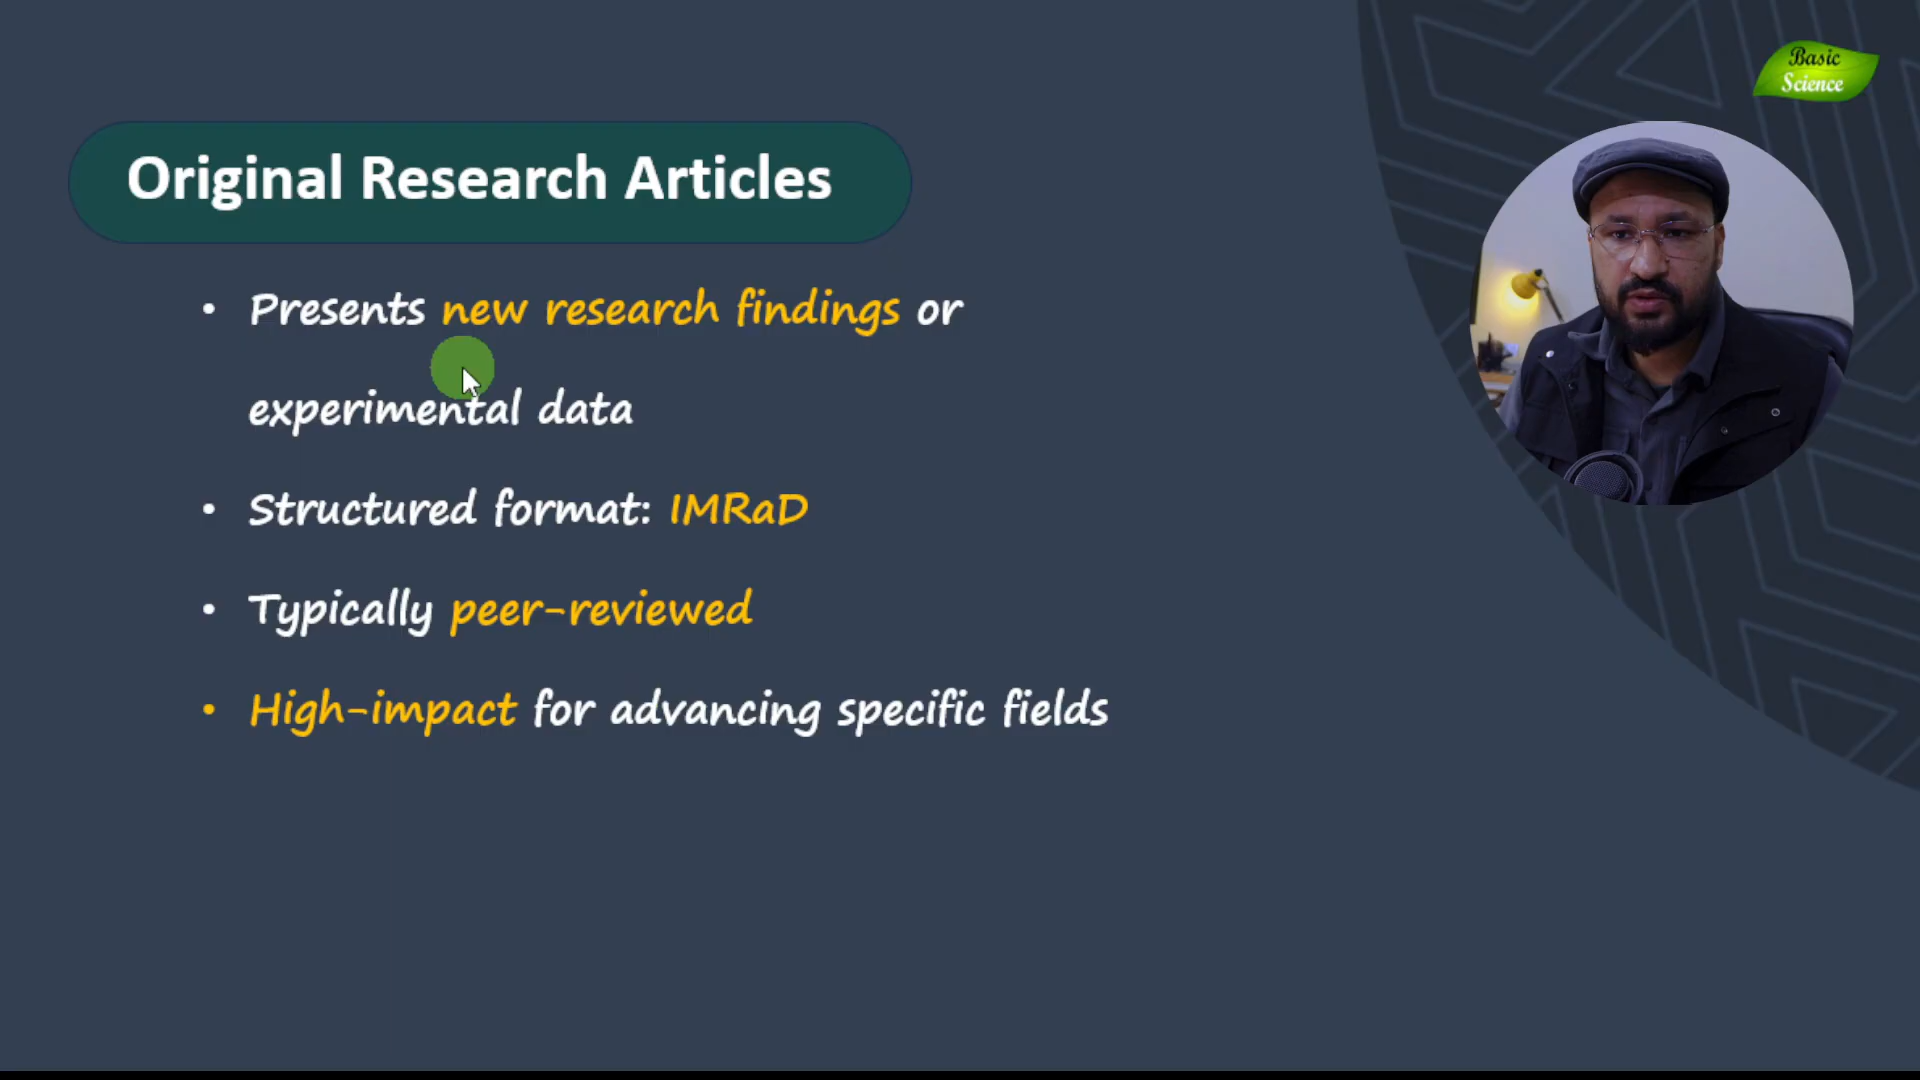 Basic
Science
Original Research Articles
• Presents new research findings or
experimental data
• Structured format: IMRaD
• Typically peer-reviewed
• High-impact for advancing specific fields